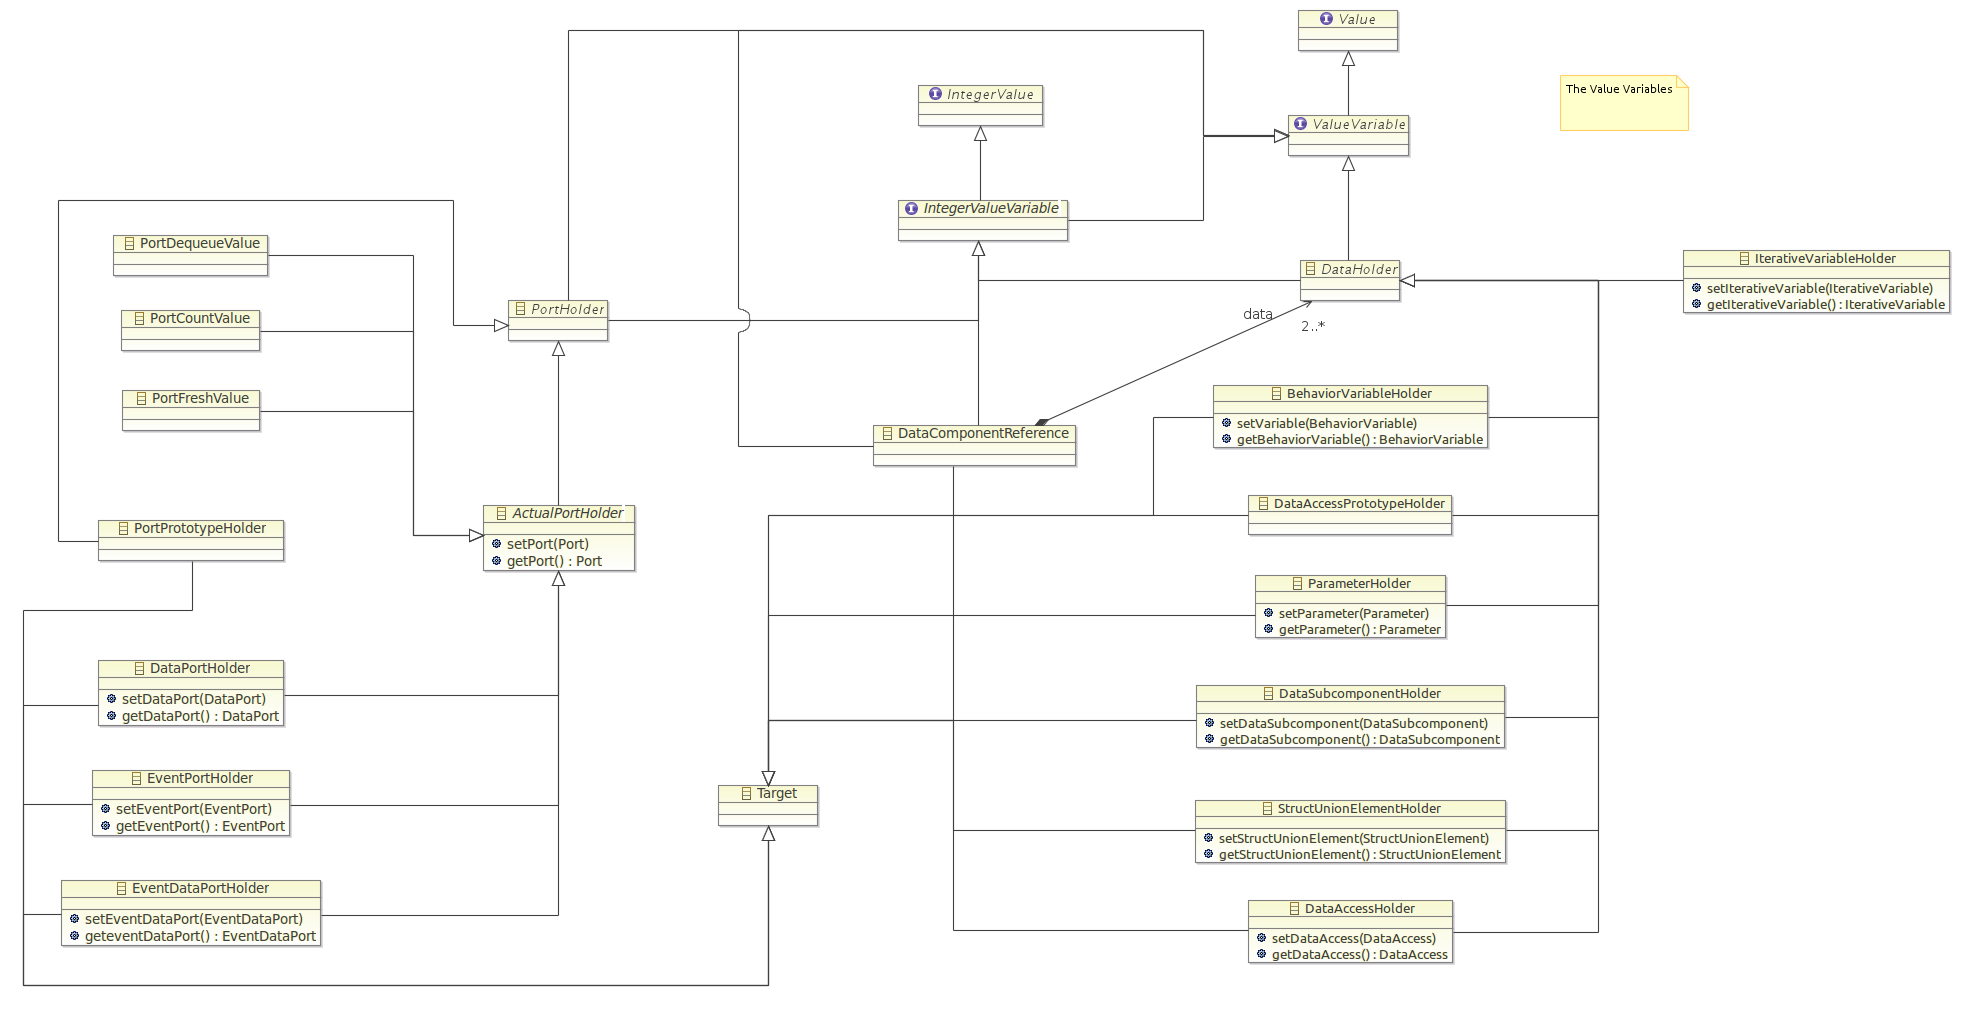 Value
The Value Variables
IntegerValue
ValueVariable
IntegerValueVariable
PortDequeueValue
DataHolder
IterativeVariableHolder
setIterativeVariable(IterativeVariable)
getIterativeVariable() : IterativeVariable
PortHolder
PortCountValue
data
2..*
PortFreshValue
BehaviorVariableHolder
setVariable(BehaviorVariable)
getBehaviorVariable() : BehaviorVariable
DataComponentReference
DataAccessPrototypeHolder
ActualPortHolder
setPort(Port)
getPort() : Port
PortPrototypeHolder
ParameterHolder
setParameter(Parameter)
getParameter() : Parameter
DataPortHolder
setDataPort(DataPort)
getDataPort() : DataPort
DataSubcomponentHolder
setDataSubcomponent(DataSubcomponent)
getDataSubcomponent() : DataSubcomponent
EventPortHolder
setEventPort(EventPort)
getEventPort() : EventPort
Target
StructUnionElementHolder
setStructUnionElement(StructUnionElement)
getStructUnionElement() : StructUnionElement
EventDataPortHolder
setEventDataPort(EventDataPort)
geteventDataPort() : EventDataPort
DataAccessHolder
setDataAccess(DataAccess)
getDataAccess() : DataAccess